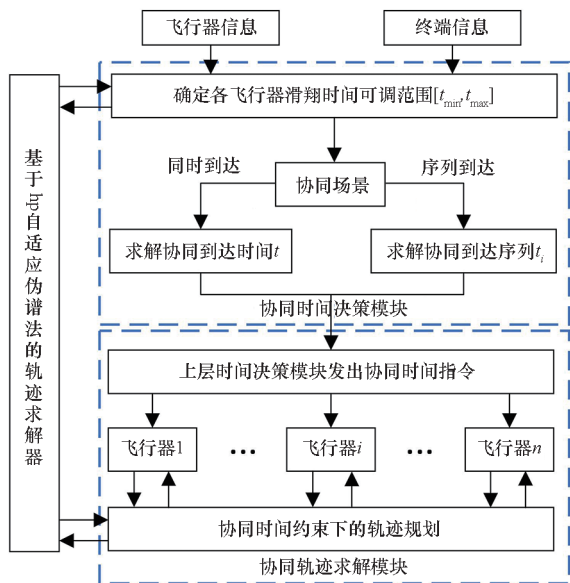 飞行器信息
终端信息
确定各飞行器滑翔时间可调范围[tmin,tmax]
同时到达
协同场景
序列到达
求解协同到达时间t
求解协同到达序列ti
协同时间决策模块
基于hp自适应伪谱法的轨迹求解器
上层时间决策模块发出协同时间指令
飞行器1
•••
飞行器i
•••
飞行器n
协同时间约束下的轨迹规划
协同轨迹求解模块